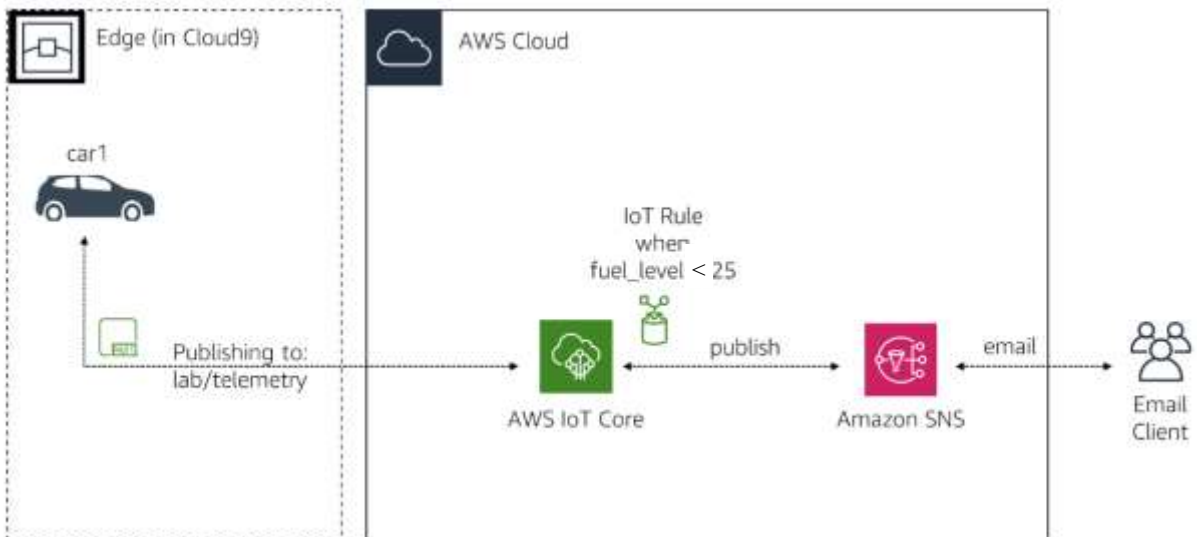 Edge (in Cloud9)
AWS Cloud
car1
IoT Rule
wher
fuel_level < 25
Publishing to:
lab/telemetry
publish
email
AWS IoT Core
Amazon SNS
Email
Client